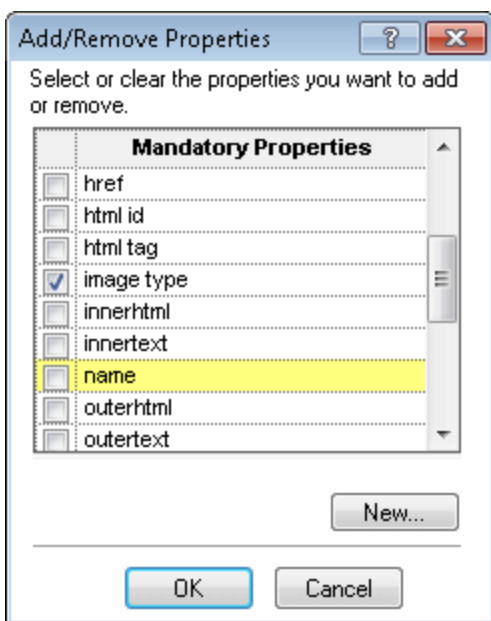 Add/Remove Properties
Select or clear the properties you want to add
or remove.
Mandatory Properties
href
html id
html tag
image type
innerhtml
innertext
name
outerhtml
outertext
New...
OK
Cancel